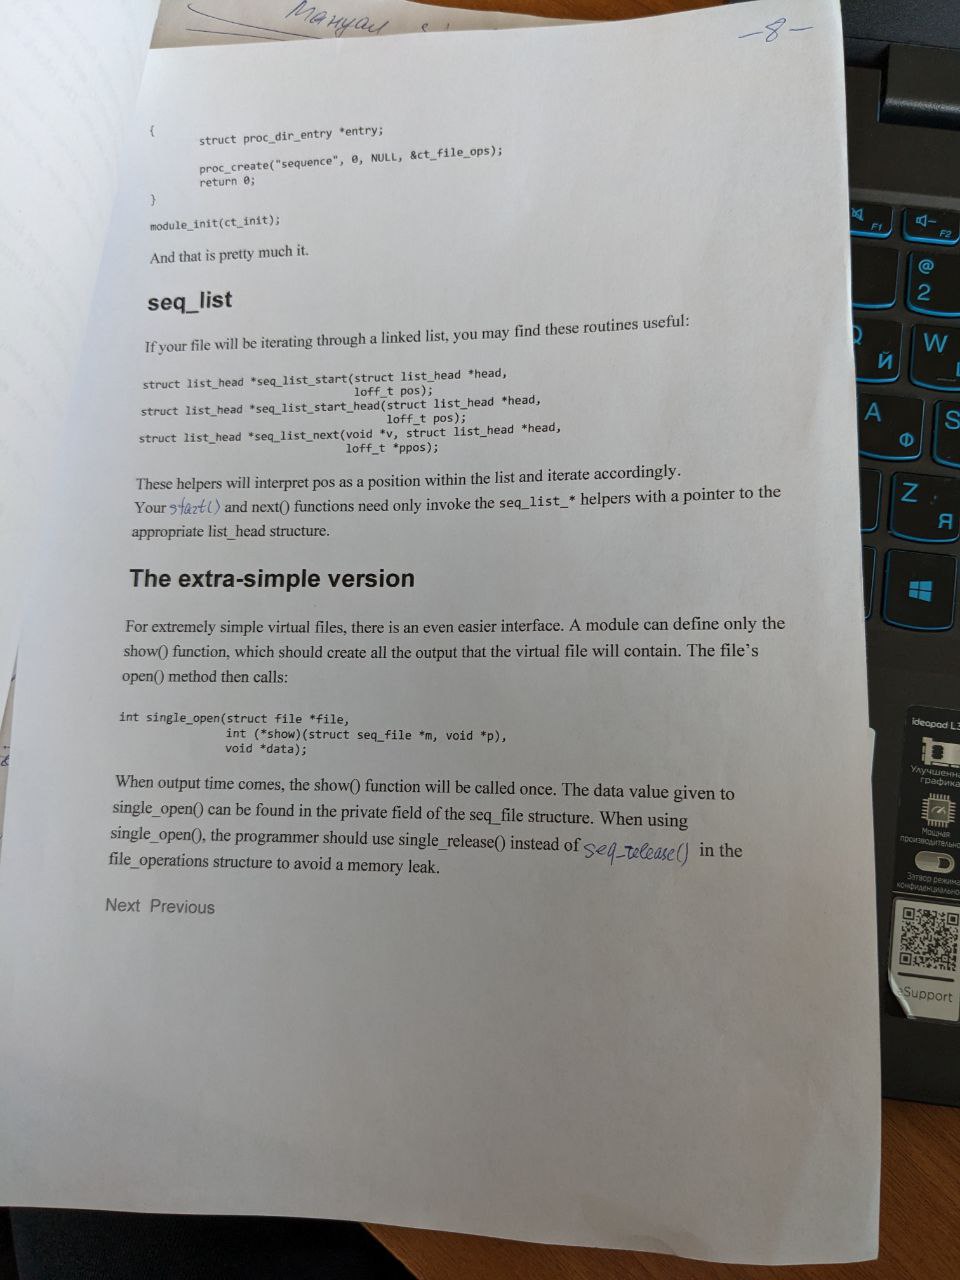 Мануал
-8-
{
struct proc_dir_entry *entry;
proc_create("sequence", 0, NULL, &ct_file_ops);
return 0;
}
module_init(ct_init);
And that is pretty much it.
seq_list
If your file will be iterating through a linked list, you may find these routines useful:
struct list_head *seq_list_start(struct list_head *head,
loff_t pos);
struct list_head *seq_list_start_head(struct list_head *head,
loff_t pos);
struct list_head *seq_list_next(void *v, struct list_head *head,
loff_t *ppos);
These helpers will interpret pos as a position within the list and iterate accordingly.
Your start() and next() functions need only invoke the seq_list_* helpers with a pointer to the
appropriate list_head structure.
The extra-simple version
For extremely simple virtual files, there is an even easier interface. A module can define only the
show() function, which should create all the output that the virtual file will contain. The file's
open() method then calls:
int single_open(struct file *file,
int (*show)(struct seq_file *m, void *p),
void *data);
When output time comes, the show() function will be called once. The data value given to
single_open() can be found in the private field of the seq_file structure. When using
single_open(), the programmer should use single_release() instead of seq_release() in the
file_operations structure to avoid a memory leak.
Next Previous
F1
F2
@
2
Й
W
A
Ф
S
Z
Я
ideapad L3
Улучшенн
графика
Мощная
производительно
Затвор режима
конфиденциально
eSupport